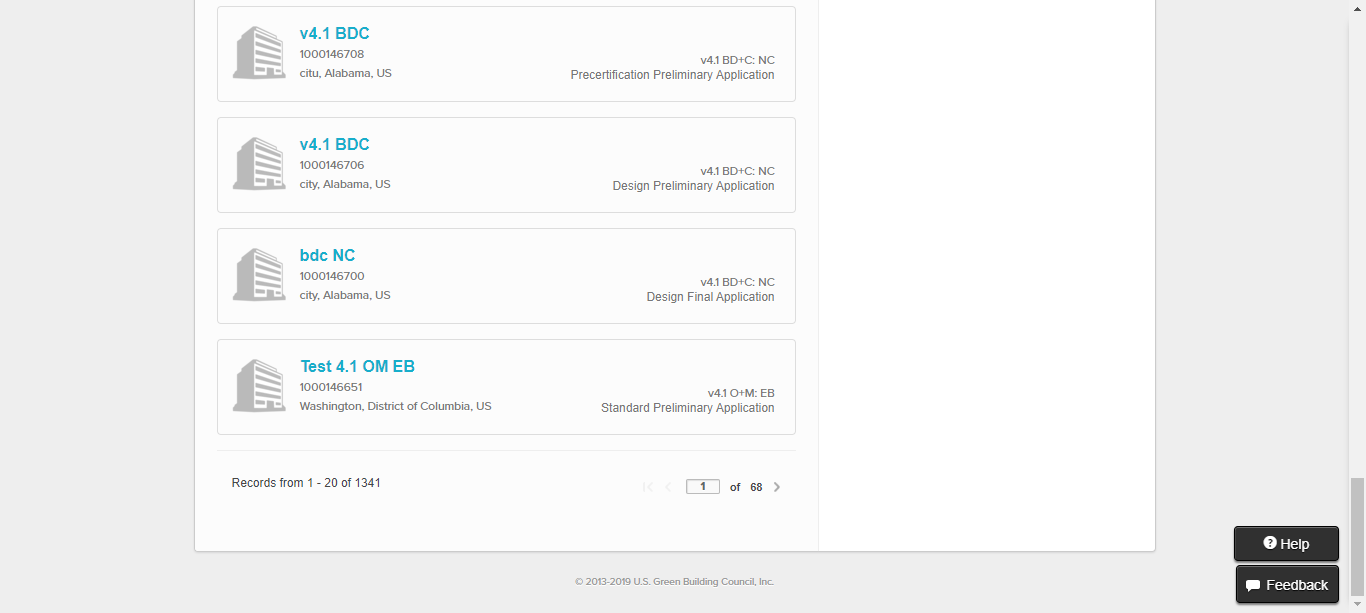 v4.1 BDC
1000146708
citu, Alabama, US
v4.1 BD+C: NC
Precertification Preliminary Application
v4.1 BDC
1000146706
city, Alabama, US
v4.1 BD+C: NC
Design Preliminary Application
bdc NC
1000146700
city, Alabama, US
v4.1 BD+C: NC
Design Final Application
Test 4.1 OM EB
1000146651
Washington, District of Columbia, US
v4.1 O+M: EB
Standard Preliminary Application
Records from 1 - 20 of 1341
1 of 68
Help
Feedback
© 2013-2019 U.S. Green Building Council, Inc.